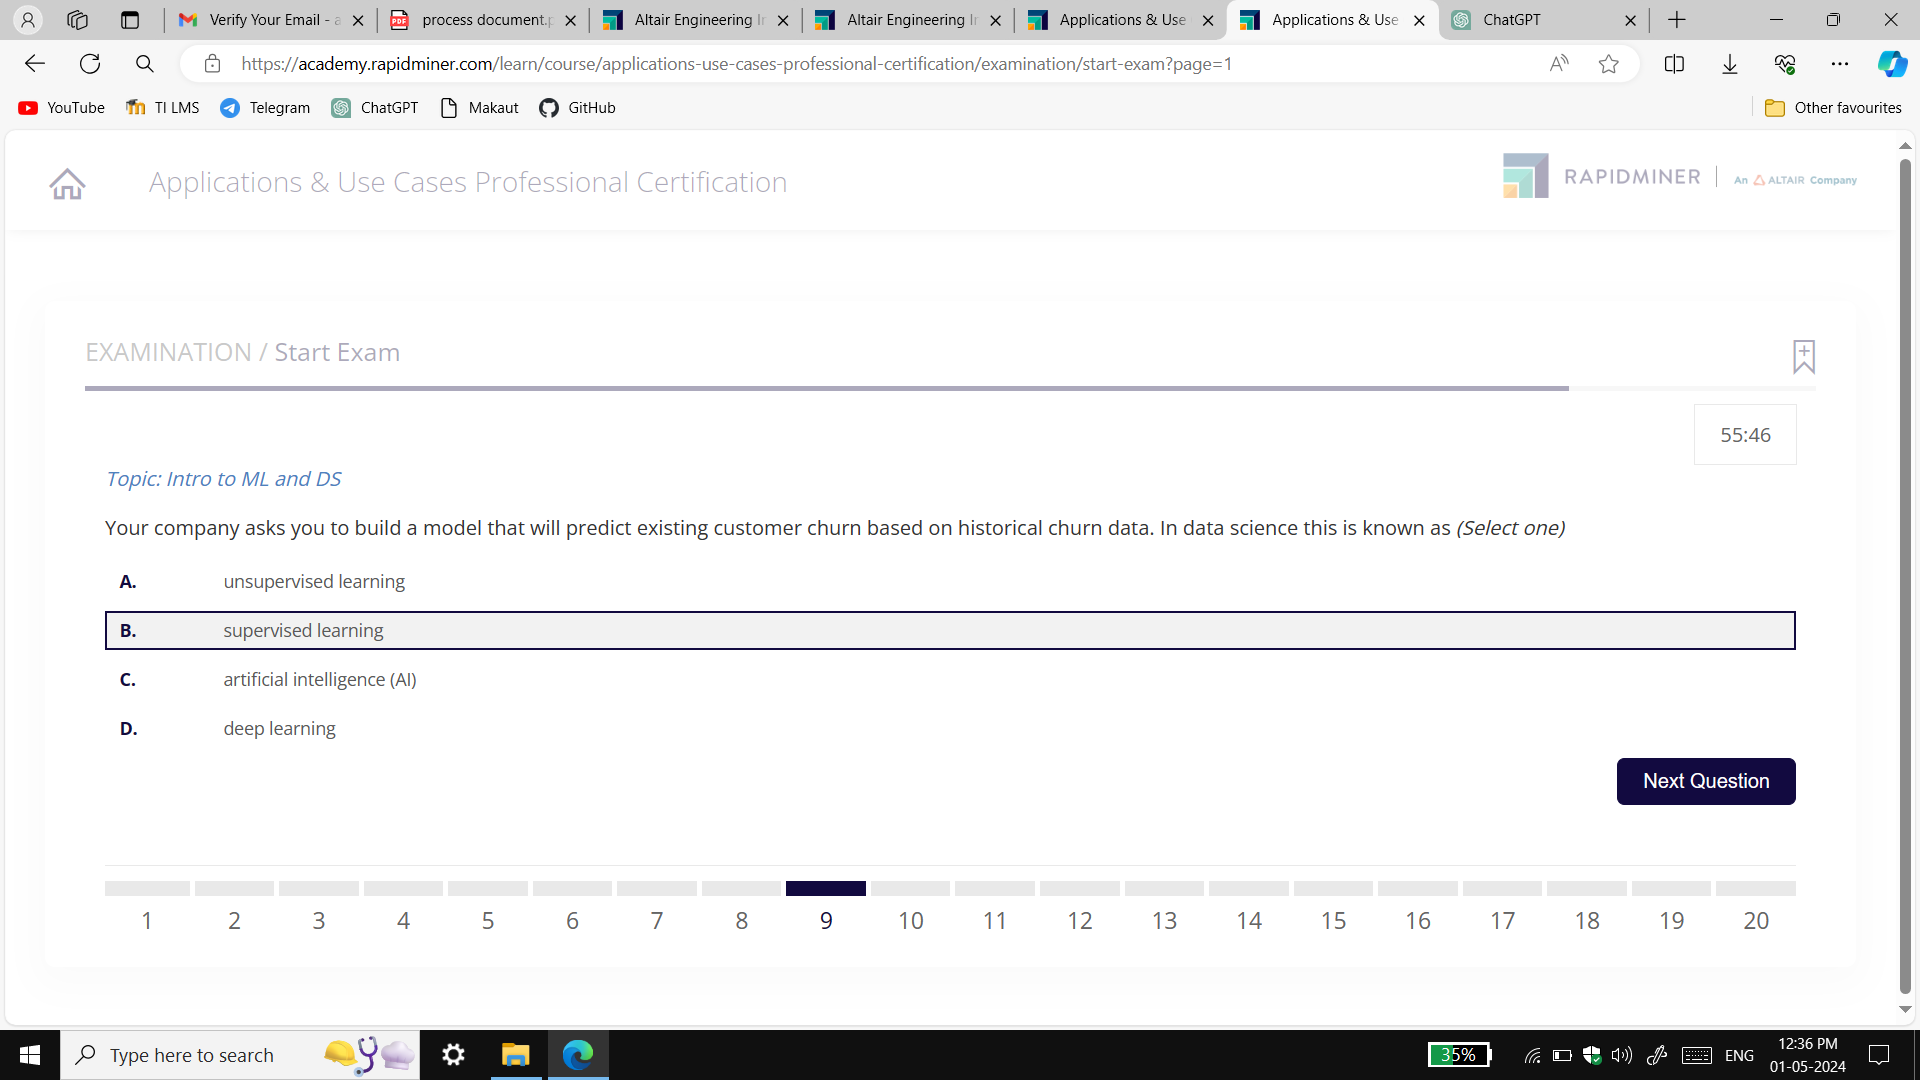 Verify Your Email - a
process document.p
Altair Engineering Ir
Altair Engineering Ir
Applications & Use
Applications & Use
ChatGPT
https://academy.rapidminer.com/learn/course/applications-use-cases-professional-certification/examination/start-exam?page=1
YouTube
TI LMS
Telegram
ChatGPT
Makaut
GitHub
Other favourites
Applications & Use Cases Professional Certification
RAPIDMINER
An ALTAIR Company
EXAMINATION / Start Exam
55:46
Topic: Intro to ML and DS
Your company asks you to build a model that will predict existing customer churn based on historical churn data. In data science this is known as (Select one)
A. unsupervised learning
B. supervised learning
C. artificial intelligence (AI)
D. deep learning
Next Question
1 2 3 4 5 6 7 8 9 10 11 12 13 14 15 16 17 18 19 20
Type here to search
35%
ENG
12:36 PM
01-05-2024